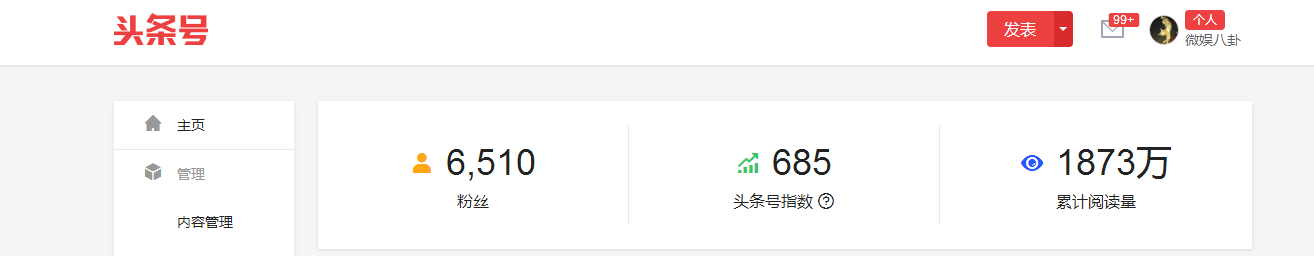 头条号
发表
99+
个人
微娱八卦
主页
管理
内容管理
6,510
粉丝
685
头条号指数
1873万
累计阅读量